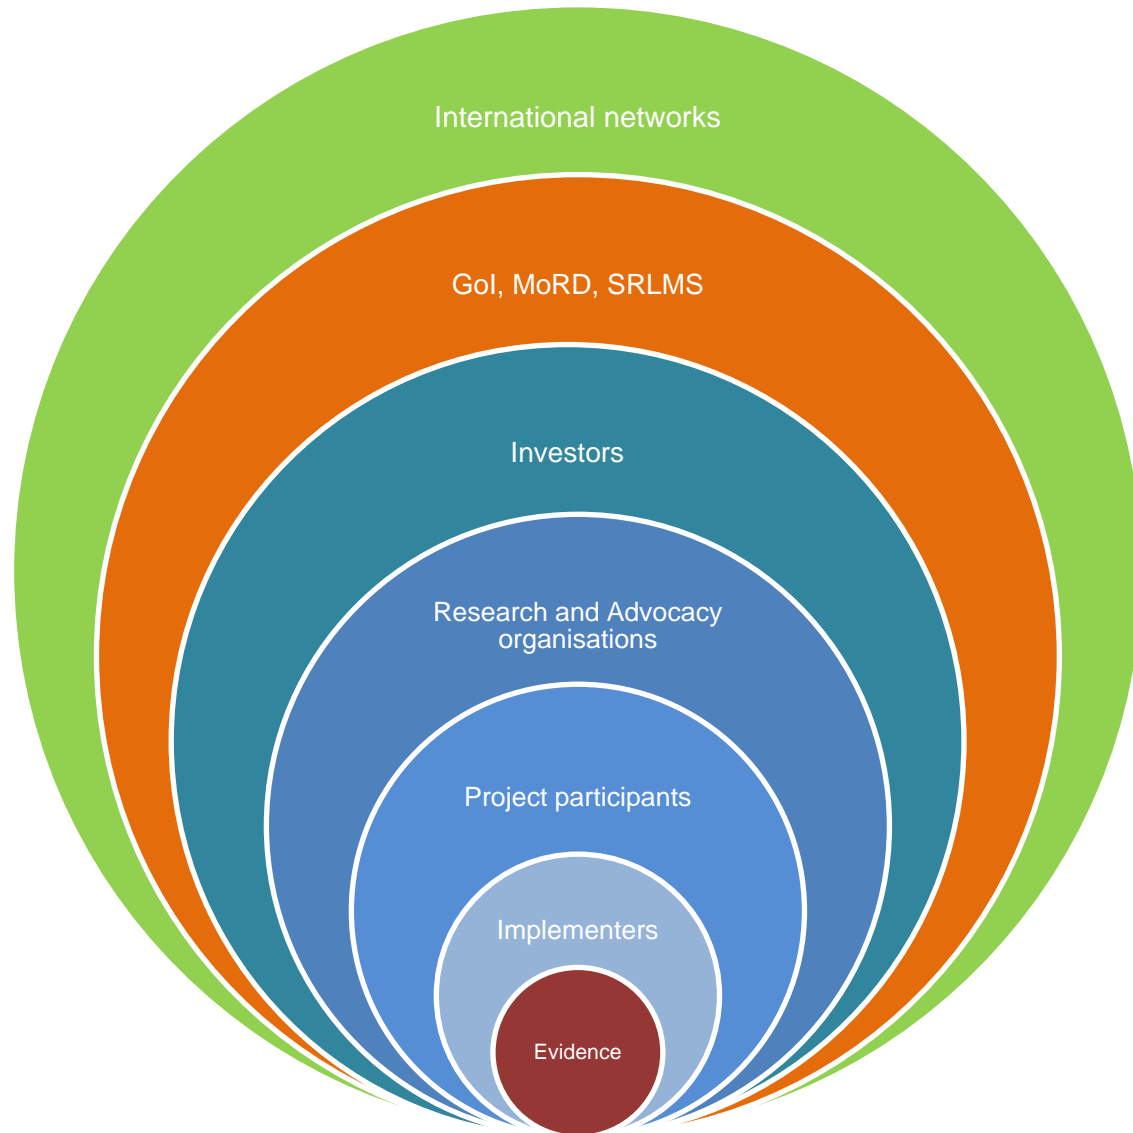 International networks
GoI, MoRD, SRLMS
Investors
Research and Advocacy
organisations
Project participants
Implementers
Evidence